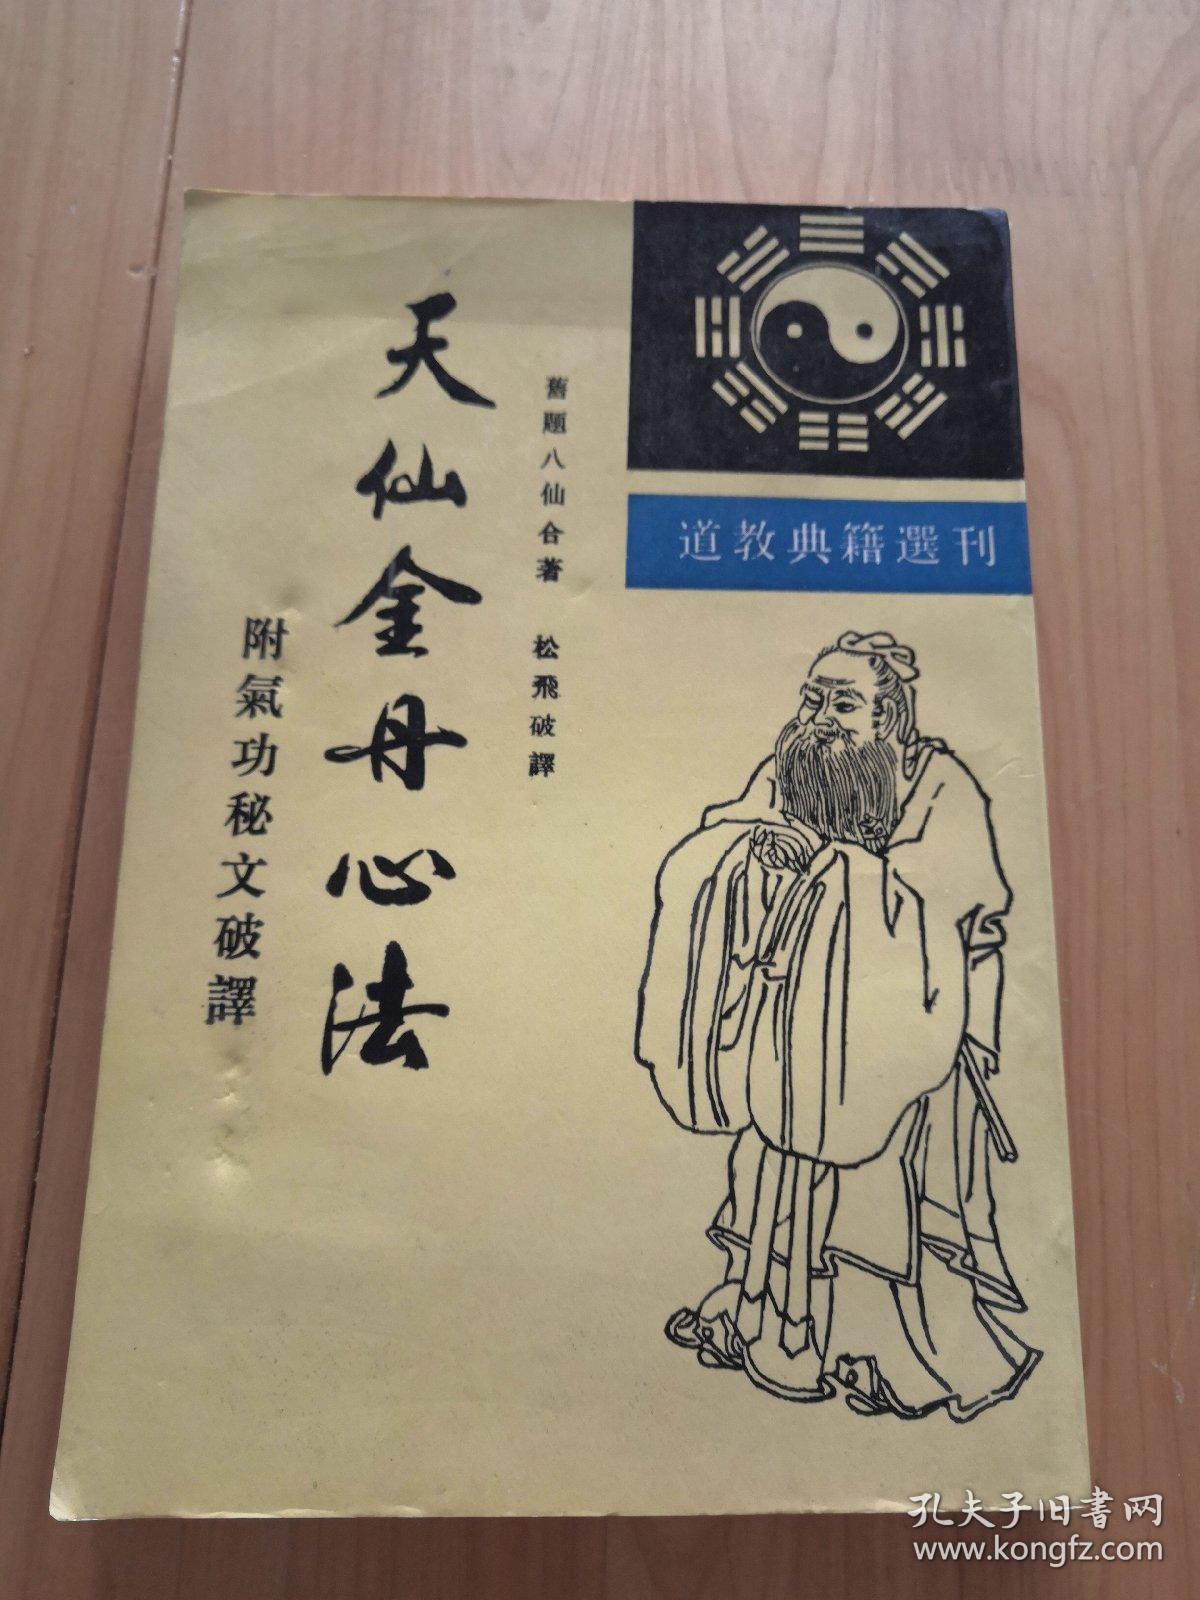 道教典籍選刊
舊題八仙合著 松飛破譯
天仙金丹心法
附氣功秘文破譯
孔夫子旧书网
www.kongfz.com